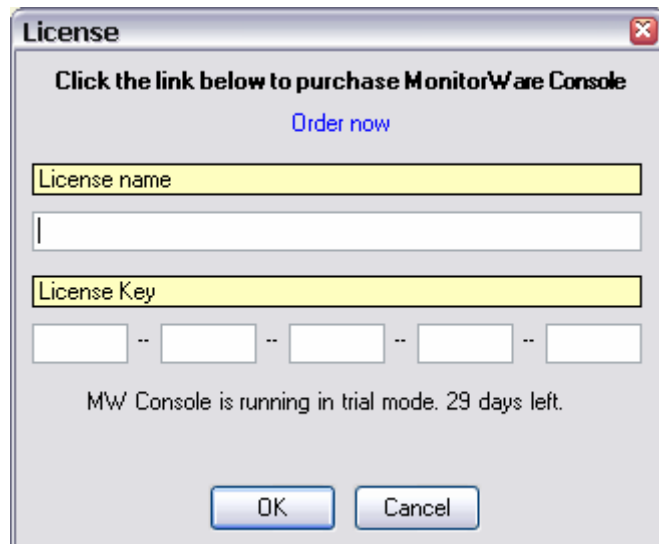 License
Click the link below to purchase MonitorWare Console
Order now
License name
License Key
-- -- -- --
MW Console is running in trial mode. 29 days left.
OK Cancel